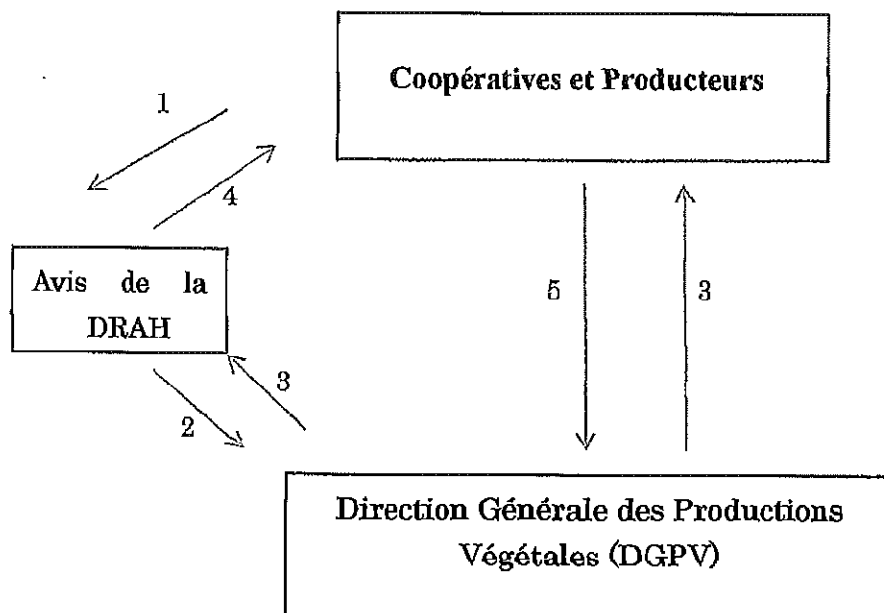 Coopératives et Producteurs
1
4
Avis de la
DRAH
5
3
3
2
Direction Générale des Productions
Végétales (DGPV)